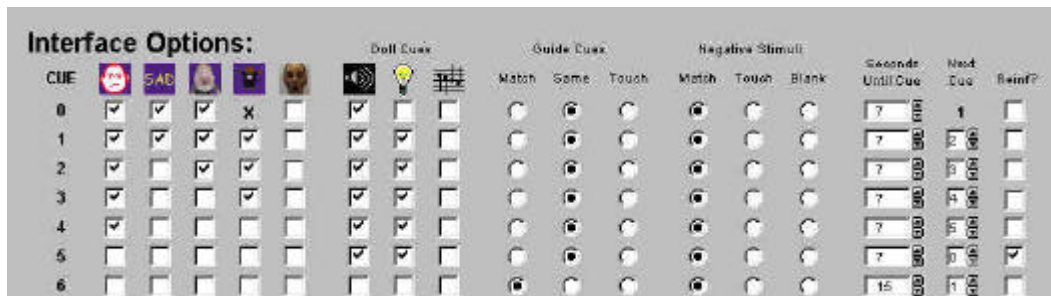 Interface Options:
Doll Cues Guide Cues Negative Stimuli
CUE SAD Match Same Touch Match Touch Blank Seconds Until Cue Next Cue Reinf?
0 7 1
1 7 2
2 7 3
3 7 4
4 7 5
5 7 0
6 15 1